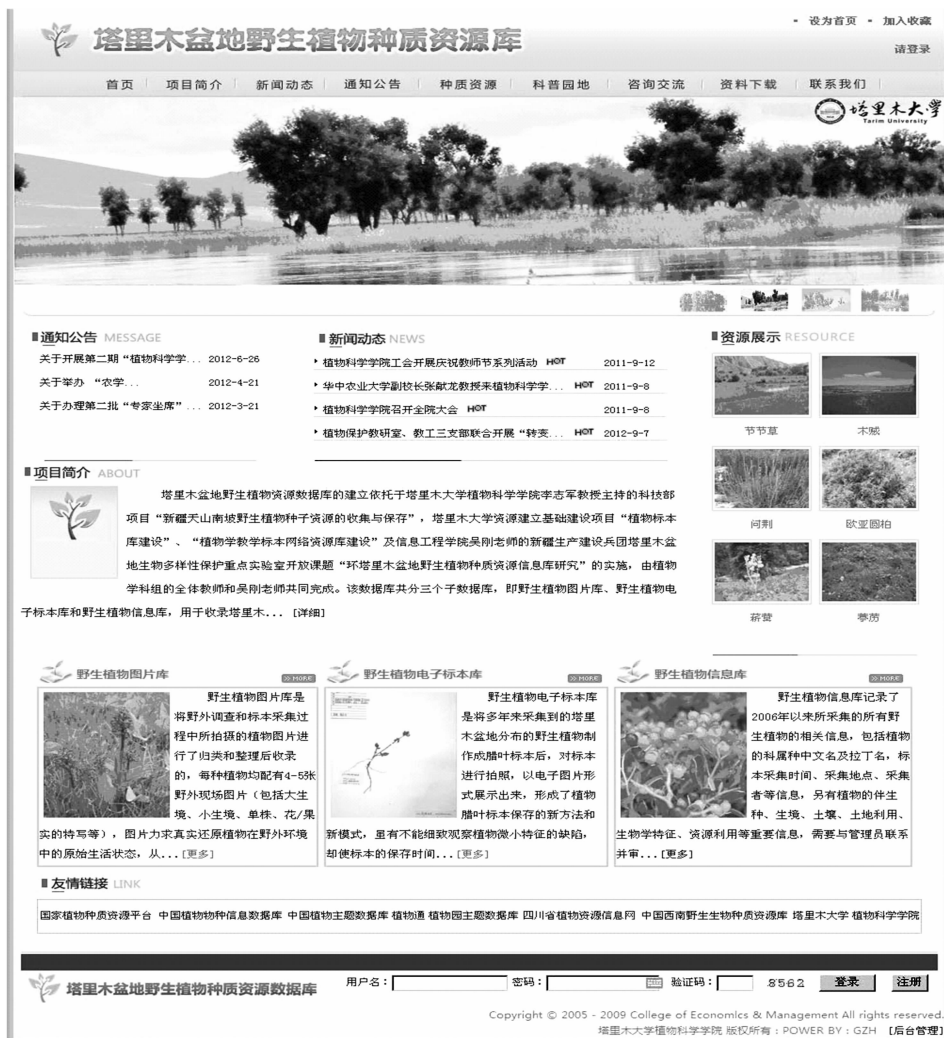 - 设为首页 - 加入收藏
塔里木盆地野生植物种质资源库
请登录
首页 项目简介 新闻动态 通知公告 种质资源 科普园地 咨询交流 资料下载 联系我们
塔里木大学
Tarim University
通知公告 MESSAGE
关于开展第二期“植物科学学... 2012-6-26
关于举办 “农学... 2012-4-21
关于办理第二批“专家坐席”... 2012-3-21
新闻动态 NEWS
植物科学学院工会开展庆祝教师节系列活动 HOT 2011-9-12
华中农业大学副校长张献龙教授来植物科学学... HOT 2011-9-8
植物科学学院召开全院大会 HOT 2011-9-8
植物保护教研室、教工三支部联合开展“转变... HOT 2012-9-7
资源展示 RESOURCE
节节草 木贼
问荆 欧亚圆柏
萹蓄
项目简介 ABOUT
塔里木盆地野生植物资源数据库的建立依托于塔里木大学植物科学学院李志军教授主持的科技部
项目“新疆天山南坡野生植物种子资源的收集与保存”，塔里木大学资源建立基础建设项目“植物标本
库建设”、“植物学教学标本网络资源库建设”及信息工程学院吴刚老师的新疆生产建设兵团塔里木盆
地生物多样性保护重点实验室开放课题“环塔里木盆地野生植物种质资源信息库研究”的实施，由植物
学科组的全体教师和吴刚老师共同完成。该数据库共分三个子数据库，即野生植物图片库、野生植物电
子标本库和野生植物信息库，用于收录塔里木... [详细]
野生植物图片库 MORE
野生植物图片库是
将野外调查和标本采集过
程中所拍摄的植物图片进
行了归类和整理后收录
的，每种植物均配有4-5张
野外现场图片（包括大生
境、小生境、单株、花/果
实的特写等），图片力求真实还原植物在野外环境
中的原始生活状态，从...[更多]
野生植物电子标本库 MORE
野生植物电子标本库
是将多年来采集到的塔里
木盆地分布的野生植物制
作成腊叶标本后，对标本
进行拍照，以电子图片形
式展示出来，形成了植物
腊叶标本保存的新方法和
新模式，虽有不能细致观察植物微小特征的缺陷，
却使标本的保存时间...[更多]
野生植物信息库 MORE
野生植物信息库记录了
2006年以来所采集的所有野
生植物的相关信息，包括植物
的科属种中文名及拉丁名，标
本采集时间、采集地点、采集
者等信息，另有植物的伴生
种、生境、土壤、土地利用、
生物学特征、资源利用等重要信息，需要与管理员联系
并审...[更多]
友情链接 LINK
国家植物种质资源平台 中国植物物种信息数据库 中国植物主题数据库 植物通 植物园主题数据库 四川省植物资源信息网 中国西南野生生物种质资源库 塔里木大学 植物科学学院
塔里木盆地野生植物种质资源数据库 用户名： 密码： 验证码： 8562 登录 注册
Copyright © 2005 - 2009 College of Economics & Management All rights reserved.
塔里木大学植物科学学院 版权所有：POWER BY：GZH [后台管理]